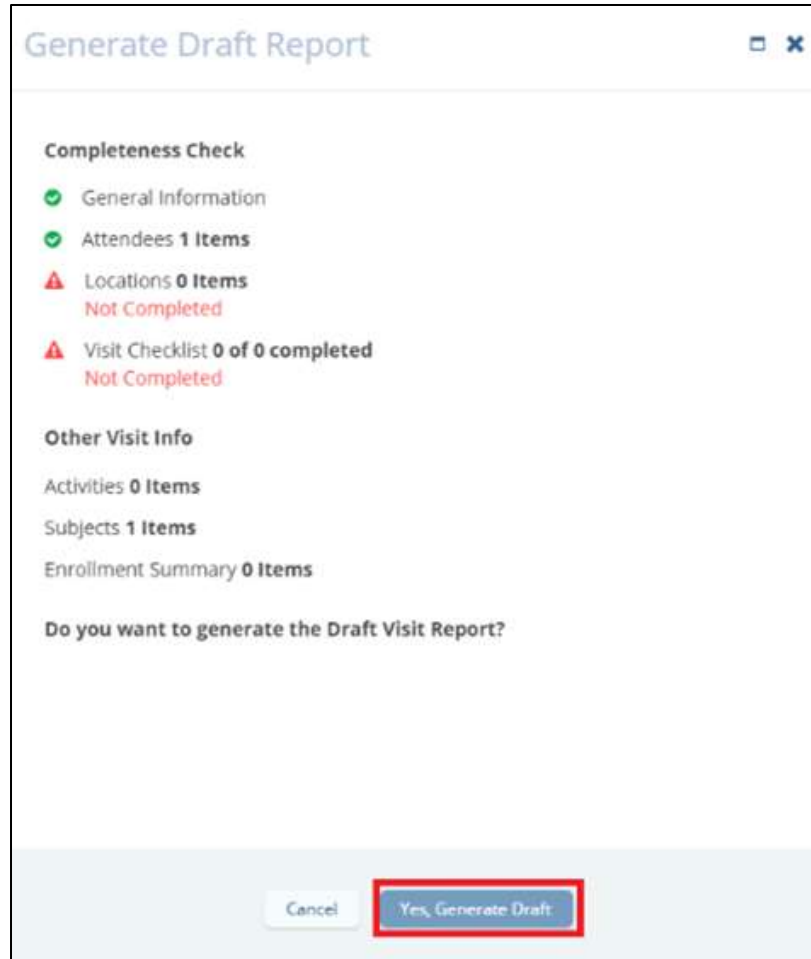 Generate Draft Report
Completeness Check
General Information
Attendees 1 Items
Locations 0 Items
Not Completed
Visit Checklist 0 of 0 completed
Not Completed
Other Visit Info
Activities 0 Items
Subjects 1 Items
Enrollment Summary 0 Items
Do you want to generate the Draft Visit Report?
Cancel Yes, Generate Draft